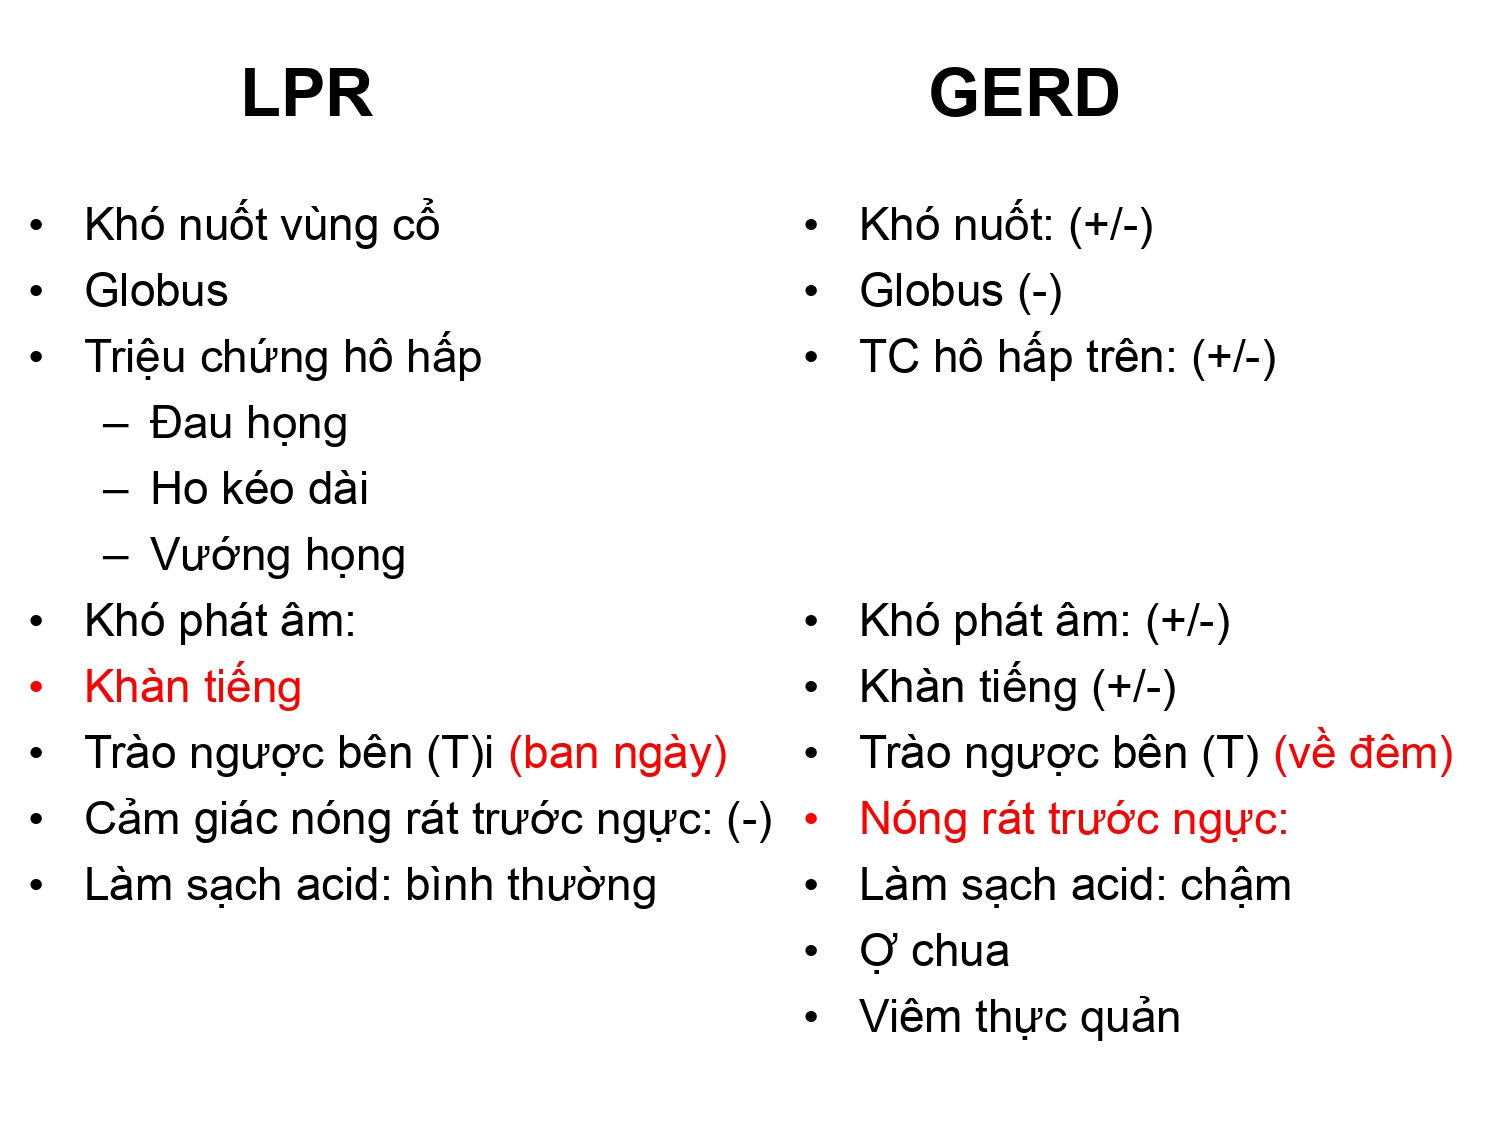 LPR
• Khó nuốt vùng cổ
• Globus
• Triệu chứng hô hấp
– Đau họng
– Ho kéo dài
– Vướng họng
• Khó phát âm:
• Khàn tiếng
• Trào ngược bên (T)i (ban ngày)
• Cảm giác nóng rát trước ngực: (-)
• Làm sạch acid: bình thường
GERD
• Khó nuốt: (+/-)
• Globus (-)
• TC hô hấp trên: (+/-)
• Khó phát âm: (+/-)
• Khàn tiếng (+/-)
• Trào ngược bên (T) (về đêm)
• Nóng rát trước ngực:
• Làm sạch acid: chậm
• Ợ chua
• Viêm thực quản